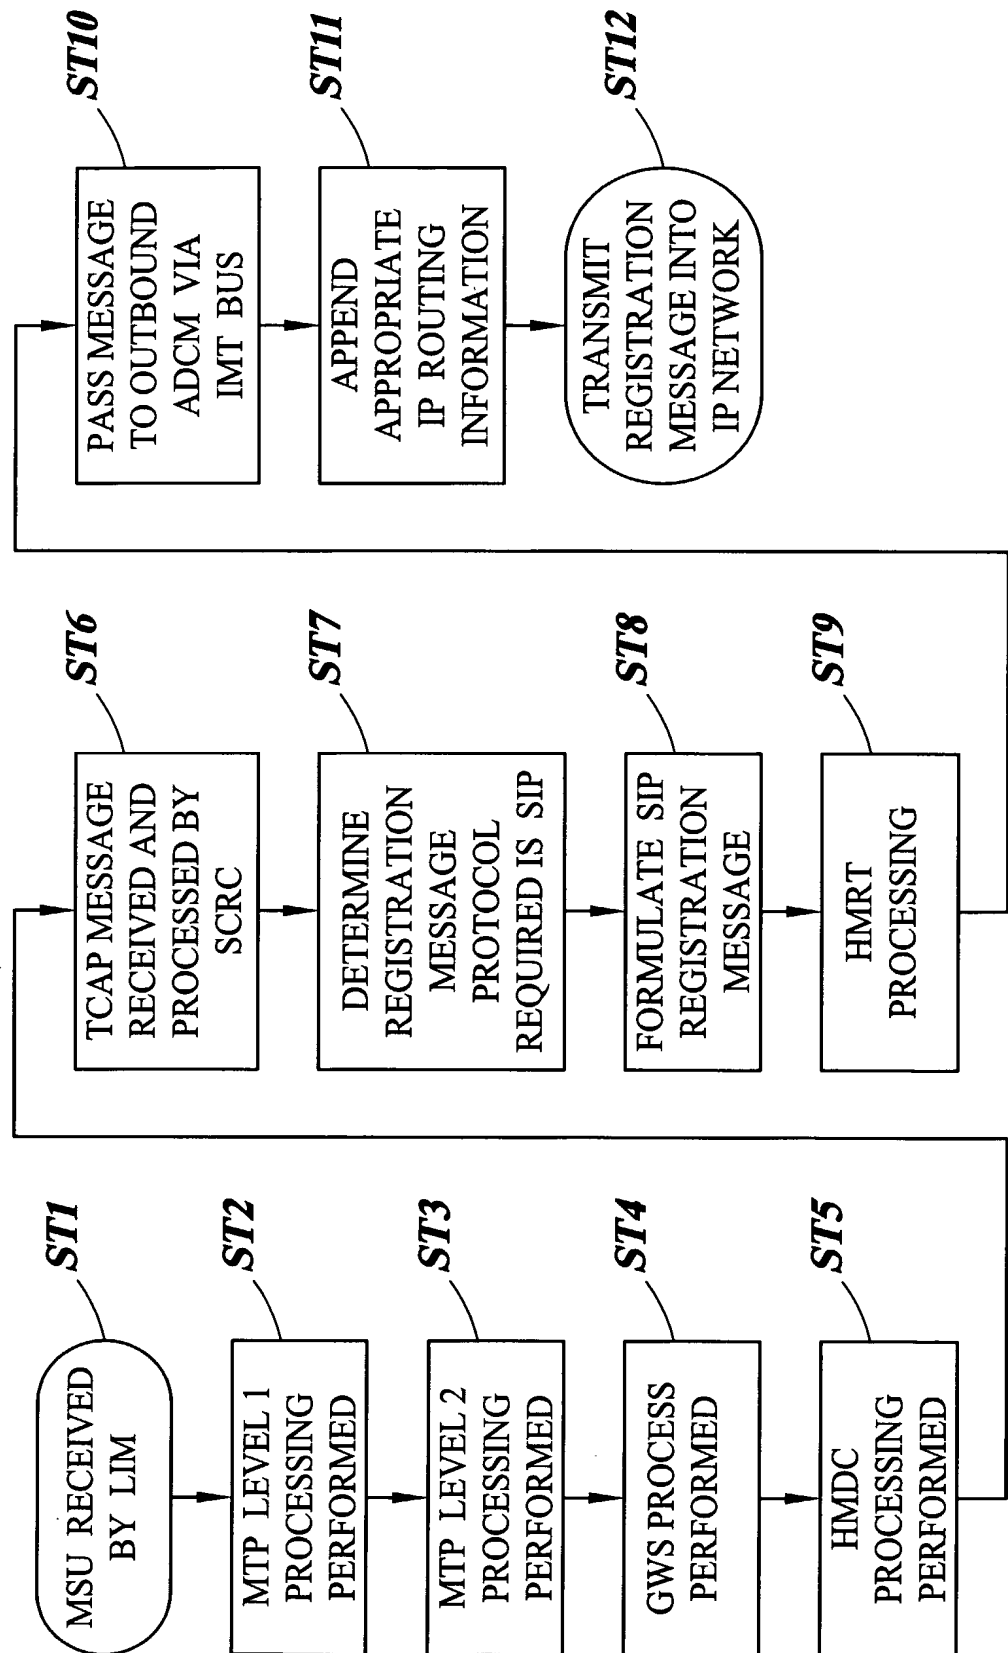 MSU RECEIVED
BY LIM
ST1
MTP LEVEL 1
PROCESSING
PERFORMED
ST2
MTP LEVEL 2
PROCESSING
PERFORMED
ST3
GWS PROCESS
PERFORMED
ST4
HMDC
PROCESSING
PERFORMED
ST5
TCAP MESSAGE
RECEIVED AND
PROCESSED BY
SCRC
ST6
DETERMINE
REGISTRATION
MESSAGE
PROTOCOL
REQUIRED IS SIP
ST7
FORMULATE SIP
REGISTRATION
MESSAGE
ST8
HMRT
PROCESSING
ST9
PASS MESSAGE
TO OUTBOUND
ADCM VIA
IMT BUS
ST10
APPEND
APPROPRIATE
IP ROUTING
INFORMATION
ST11
TRANSMIT
REGISTRATION
MESSAGE INTO
IP NETWORK
ST12